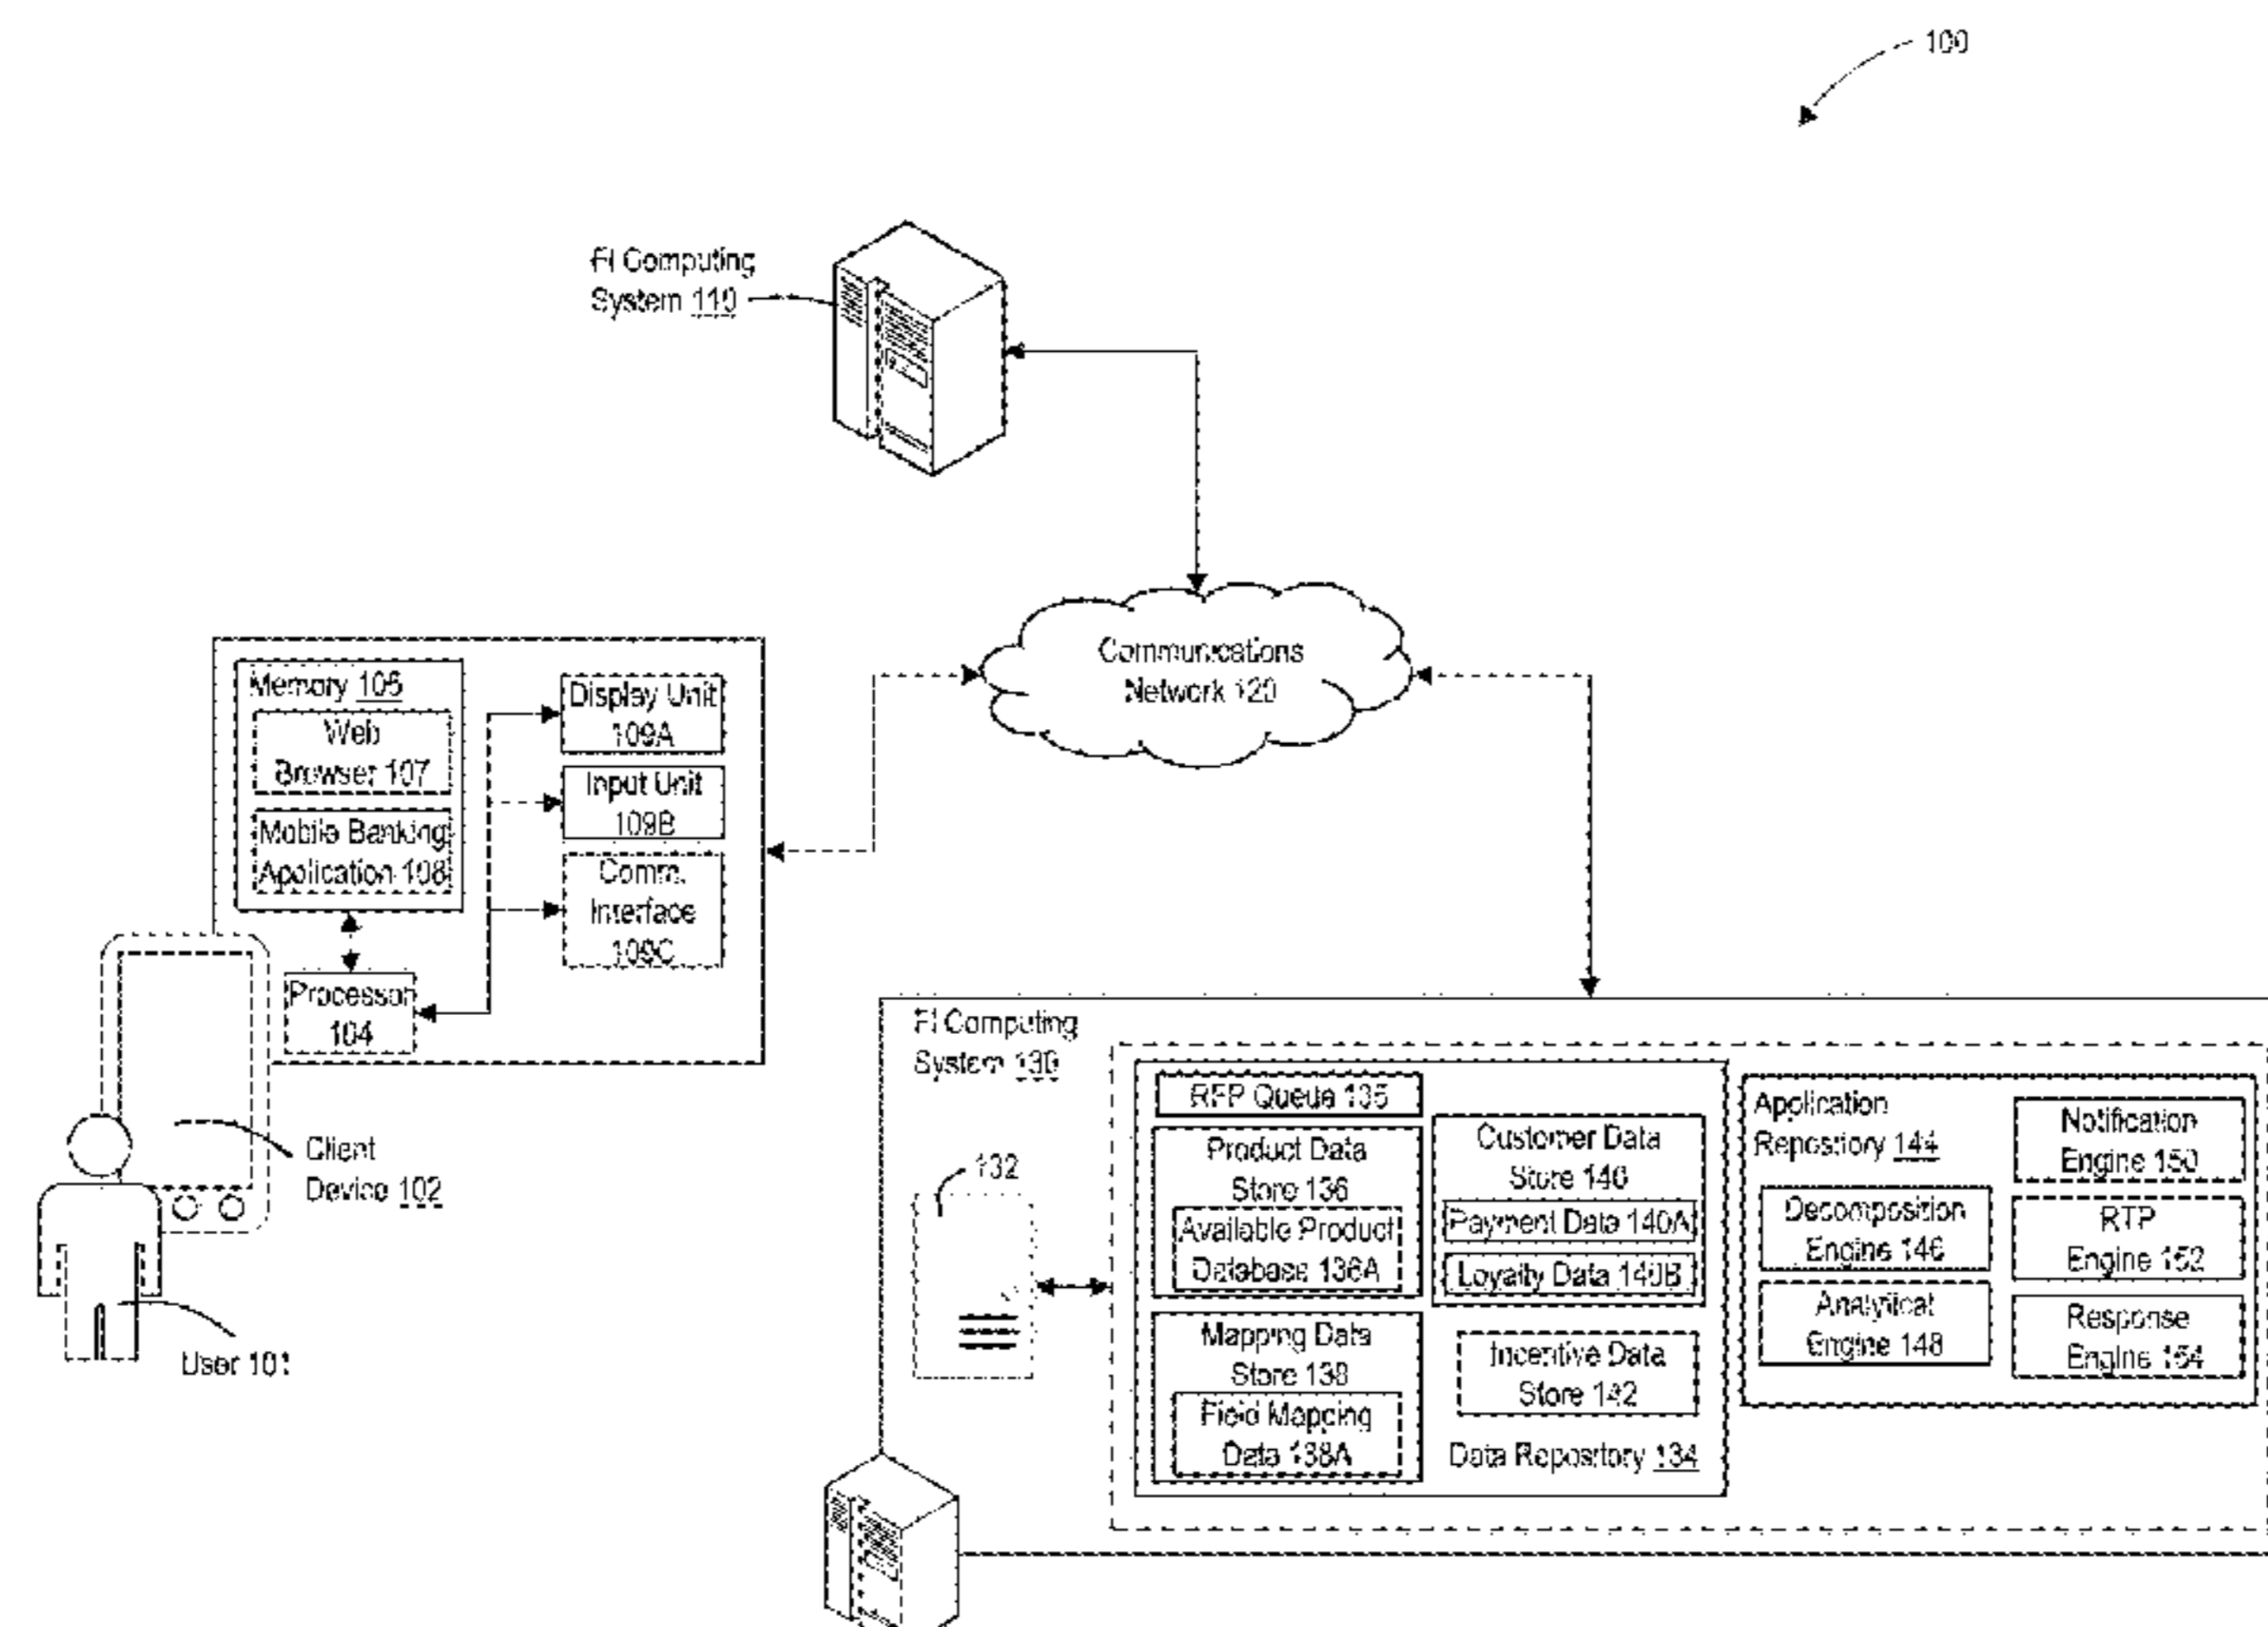 100
FI Computing
System 110
Communications
Network 120
Memory 106
Web
Browser 107
Mobile Banking
Application 108
Display Unit
109A
Input Unit
109B
Comm.
Interface
109C
Processor
104
Client
Device 102
User 101
FI Computing
System 130
132
RFP Queue 135
Product Data
Store 136
Available Product
Database 136A
Mapping Data
Store 138
Field Mapping
Data 138A
Customer Data
Store 140
Payment Data 140A
Loyalty Data 140B
Incentive Data
Store 142
Data Repository 134
Application
Repository 144
Decomposition
Engine 146
Analytical
Engine 148
Notification
Engine 150
RTP
Engine 152
Response
Engine 154